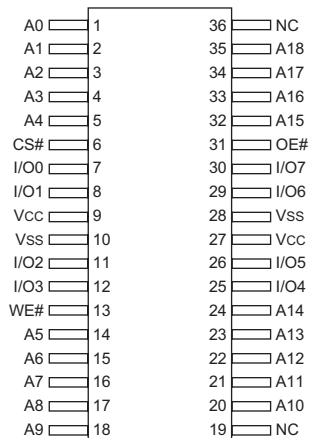 A0 1 36 NC
A1 2 35 A18
A2 3 34 A17
A3 4 33 A16
A4 5 32 A15
CS# 6 31 OE#
I/O0 7 30 I/O7
I/O1 8 29 I/O6
Vcc 9 28 Vss
Vss 10 27 Vcc
I/O2 11 26 I/O5
I/O3 12 25 I/O4
WE# 13 24 A14
A5 14 23 A13
A6 15 22 A12
A7 16 21 A11
A8 17 20 A10
A9 18 19 NC